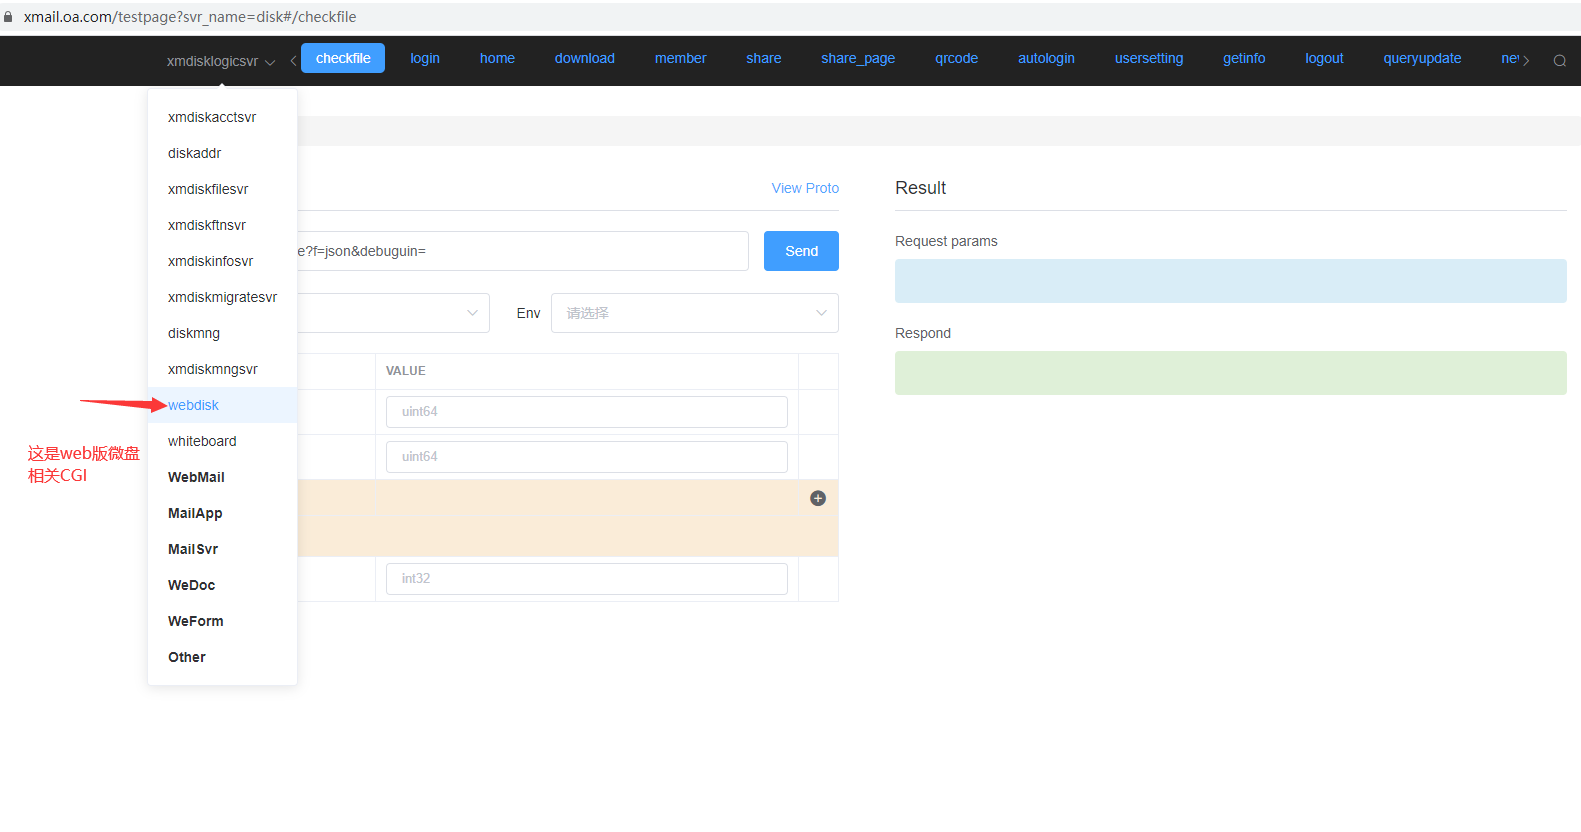 xmail.oa.com/testpage?svr_name=disk#/checkfile
xmdisklogicsvr checkfile login home download member share share_page qrcode autologin usersetting getinfo logout queryupdate
xmdiskacctsvr
diskaddr
xmdiskfilesvr
xmdiskftnsvr
xmdiskinfosvr
xmdiskmigratesvr
diskmng
xmdiskmngsvr
webdisk
whiteboard
WebMail
MailApp
MailSvr
WeDoc
WeForm
Other
这是web版微盘
相关CGI
View Proto
e?f=json&debuguin=
Send
Env 请选择
VALUE
uint64
uint64
int32
Result
Request params
Respond